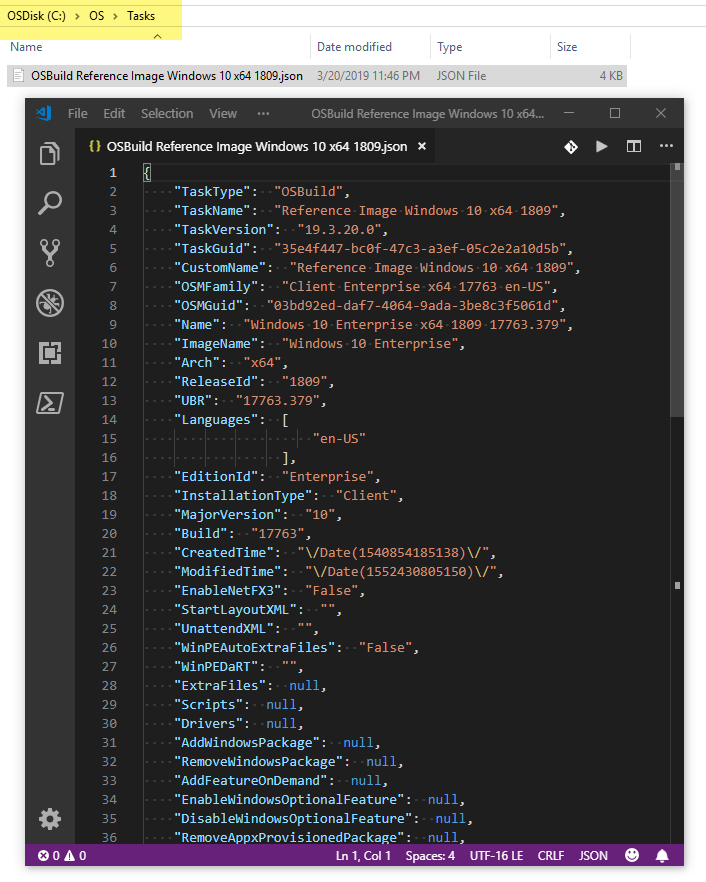 OSDisk (C:) > OS > Tasks
Name Date modified Type Size
OSBuild Reference Image Windows 10 x64 1809.json 3/20/2019 11:46 PM JSON File 4 KB
File Edit Selection View ··· OSBuild Reference Image Windows 10 x64...
{} OSBuild Reference Image Windows 10 x64 1809.json ×
1 {
2 "TaskType": "OSBuild",
3 "TaskName": "Reference Image Windows 10 x64 1809",
4 "TaskVersion": "19.3.20.0",
5 "TaskGuid": "35e4f447-bc0f-47c3-a3ef-05c2e2a10d5b",
6 "CustomName": "Reference Image Windows 10 x64 1809",
7 "OSMFamily": "Client Enterprise x64 17763 en-US",
8 "OSMGuid": "03bd92ed-daf7-4064-9ada-3be8c3f5061d",
9 "Name": "Windows 10 Enterprise x64 1809 17763.379",
10 "ImageName": "Windows 10 Enterprise",
11 "Arch": "x64",
12 "ReleaseId": "1809",
13 "UBR": "17763.379",
14 "Languages": [
15 "en-US"
16 ],
17 "EditionId": "Enterprise",
18 "InstallationType": "Client",
19 "MajorVersion": "10",
20 "Build": "17763",
21 "CreatedTime": "\/Date(1540854185138)\/",
22 "ModifiedTime": "\/Date(1552430805150)\/",
23 "EnableNetFX3": "False",
24 "StartLayoutXML": "",
25 "UnattendXML": "",
26 "WinPEAutoExtraFiles": "False",
27 "WinPEDaRT": "",
28 "ExtraFiles": null,
29 "Scripts": null,
30 "Drivers": null,
31 "AddWindowsPackage": null,
32 "RemoveWindowsPackage": null,
33 "AddFeatureOnDemand": null,
34 "EnableWindowsOptionalFeature": null,
35 "DisableWindowsOptionalFeature": null,
36 "RemoveAppxProvisionedPackage": null,
0 0 Ln 1, Col 1 Spaces: 4 UTF-16 LE CRLF JSON